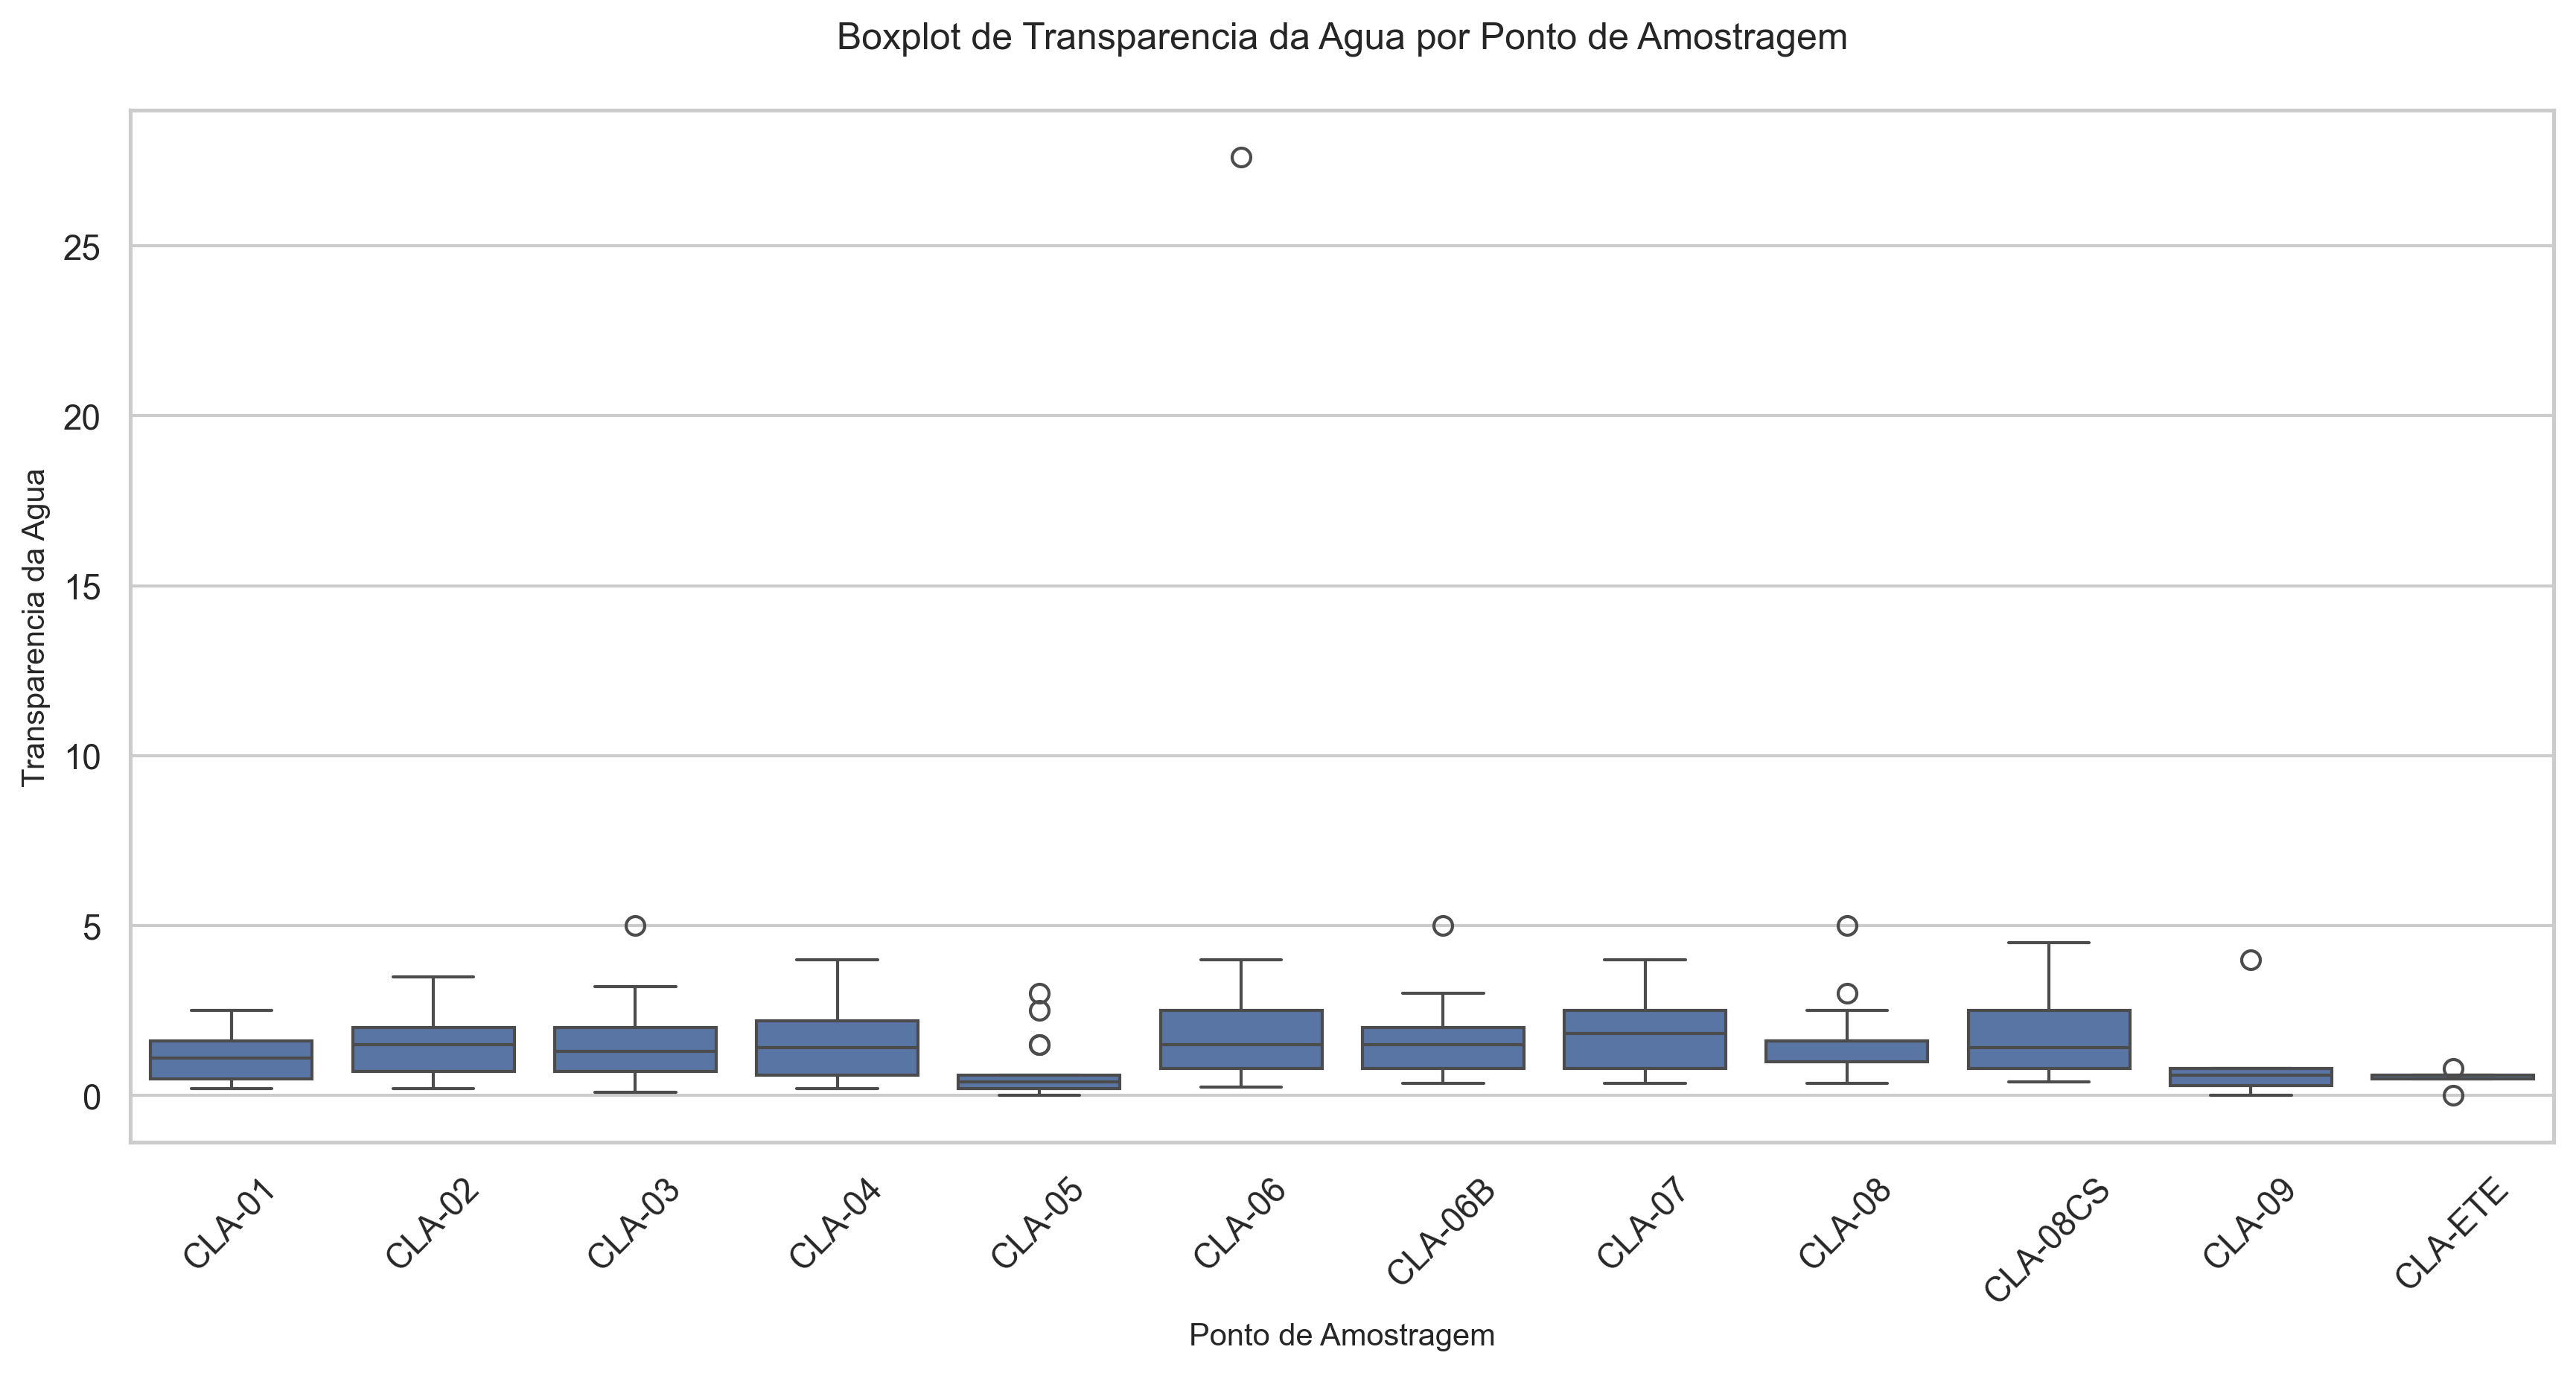 Boxplot de Transparencia da Agua por Ponto de Amostragem
Transparencia da Agua
25
20
15
10
5
0
CLA-01
CLA-02
CLA-03
CLA-04
CLA-05
CLA-06
CLA-06B
CLA-07
CLA-08
CLA-08CS
CLA-09
CLA-ETE
Ponto de Amostragem